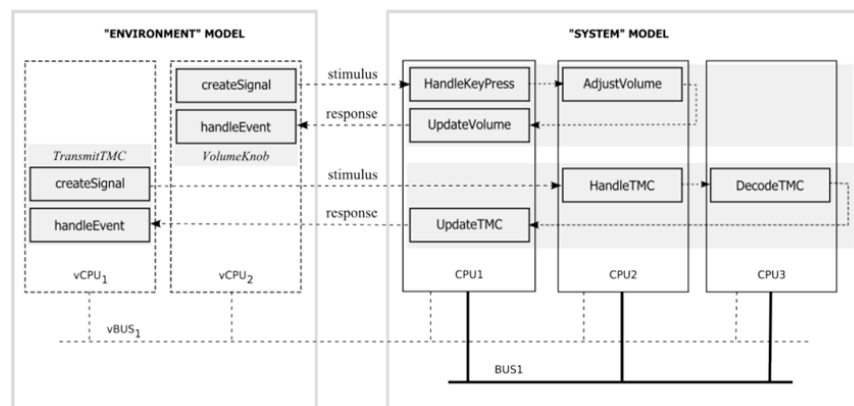 "ENVIRONMENT" MODEL
"SYSTEM" MODEL
createSignal
stimulus
HandleKeyPress
AdjustVolume
handleEvent
response
UpdateVolume
TransmitTMC
VolumeKnob
createSignal
stimulus
HandleTMC
DecodeTMC
handleEvent
response
UpdateTMC
vCPU1
vCPU2
CPU1
CPU2
CPU3
vBUS1
BUS1